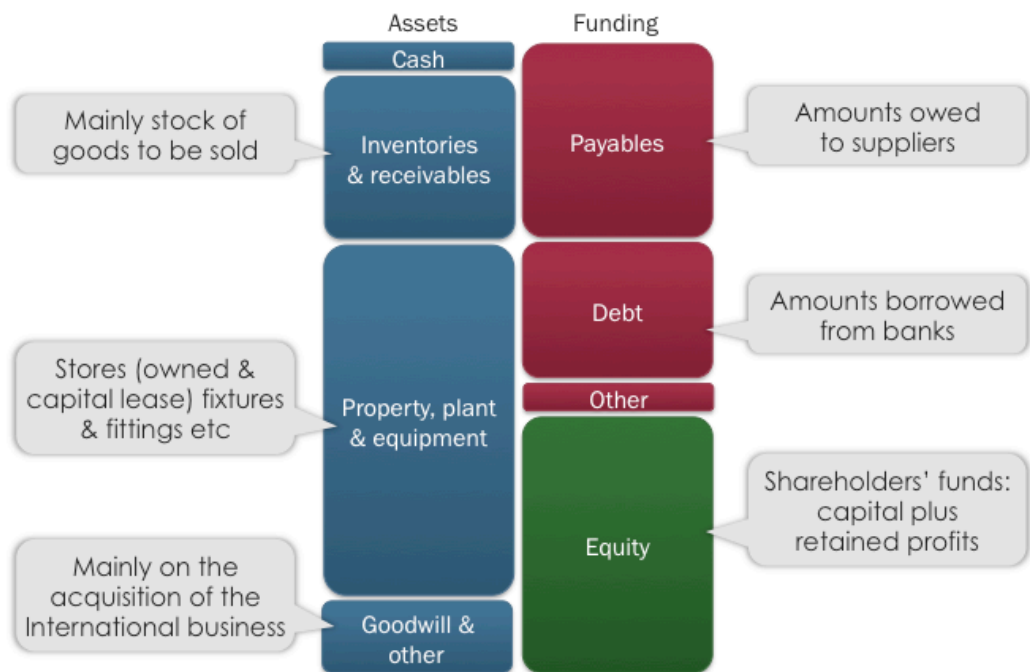 Assets
Funding
Cash
Mainly stock of
goods to be sold
Inventories
& receivables
Payables
Amounts owed
to suppliers
Debt
Amounts borrowed
from banks
Stores (owned &
capital lease) fixtures
& fittings etc
Property, plant
& equipment
Other
Equity
Shareholders’ funds:
capital plus
retained profits
Mainly on the
acquisition of the
International business
Goodwill &
other